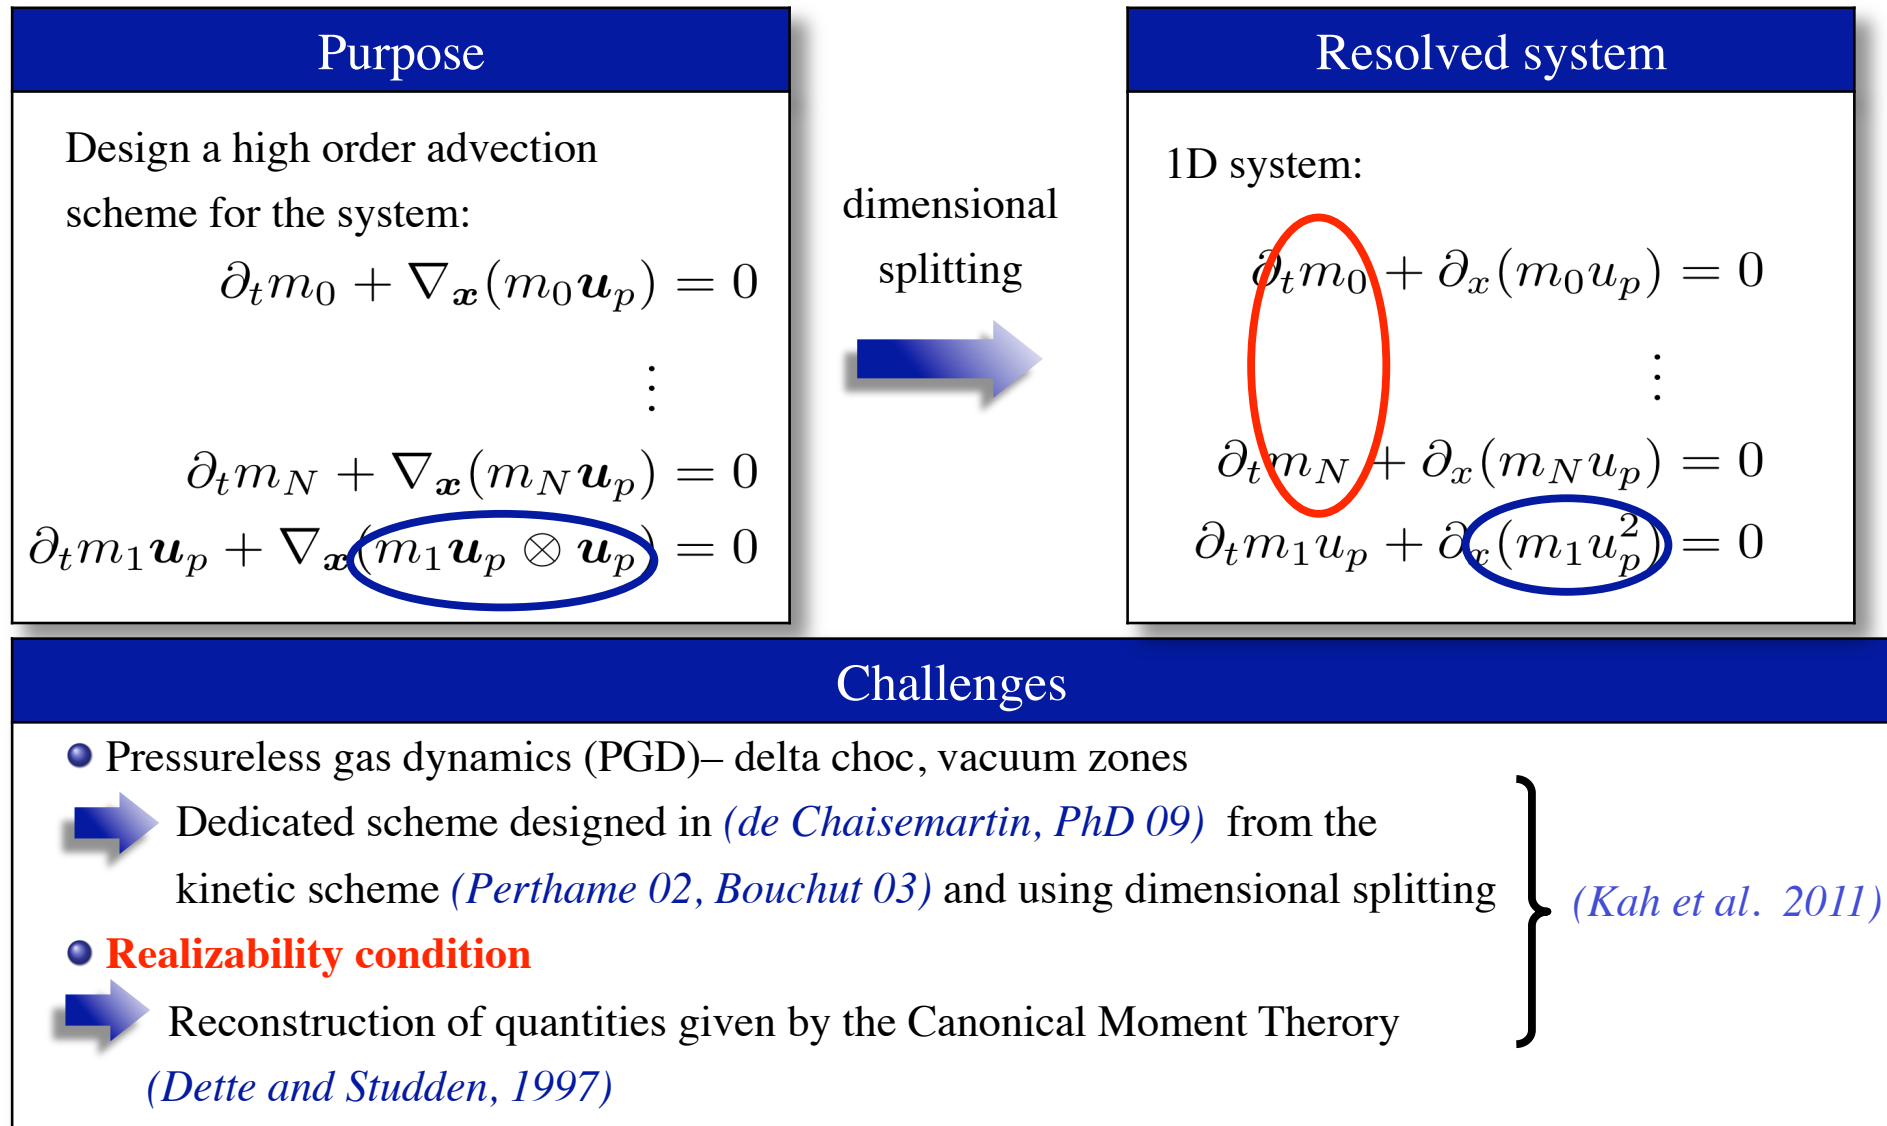 Purpose
Design a high order advection
scheme for the system:
∂ₜm₀ + ∇ₓ(m₀uₚ) = 0
⋮
∂ₜm_N + ∇ₓ(m_N uₚ) = 0
∂ₜm₁uₚ + ∇ₓ(m₁uₚ ⊗ uₚ) = 0
dimensional
splitting
Resolved system
1D system:
∂ₜm₀ + ∂ₓ(m₀uₚ) = 0
⋮
∂ₜm_N + ∂ₓ(m_N uₚ) = 0
∂ₜm₁uₚ + ∂ₓ(m₁uₚ²) = 0
Challenges
Pressureless gas dynamics (PGD)– delta choc, vacuum zones
Dedicated scheme designed in (de Chaisemartin, PhD 09) from the
kinetic scheme (Perthame 02, Bouchut 03) and using dimensional splitting
(Kah et al. 2011)
Realizability condition
Reconstruction of quantities given by the Canonical Moment Therory
(Dette and Studden, 1997)